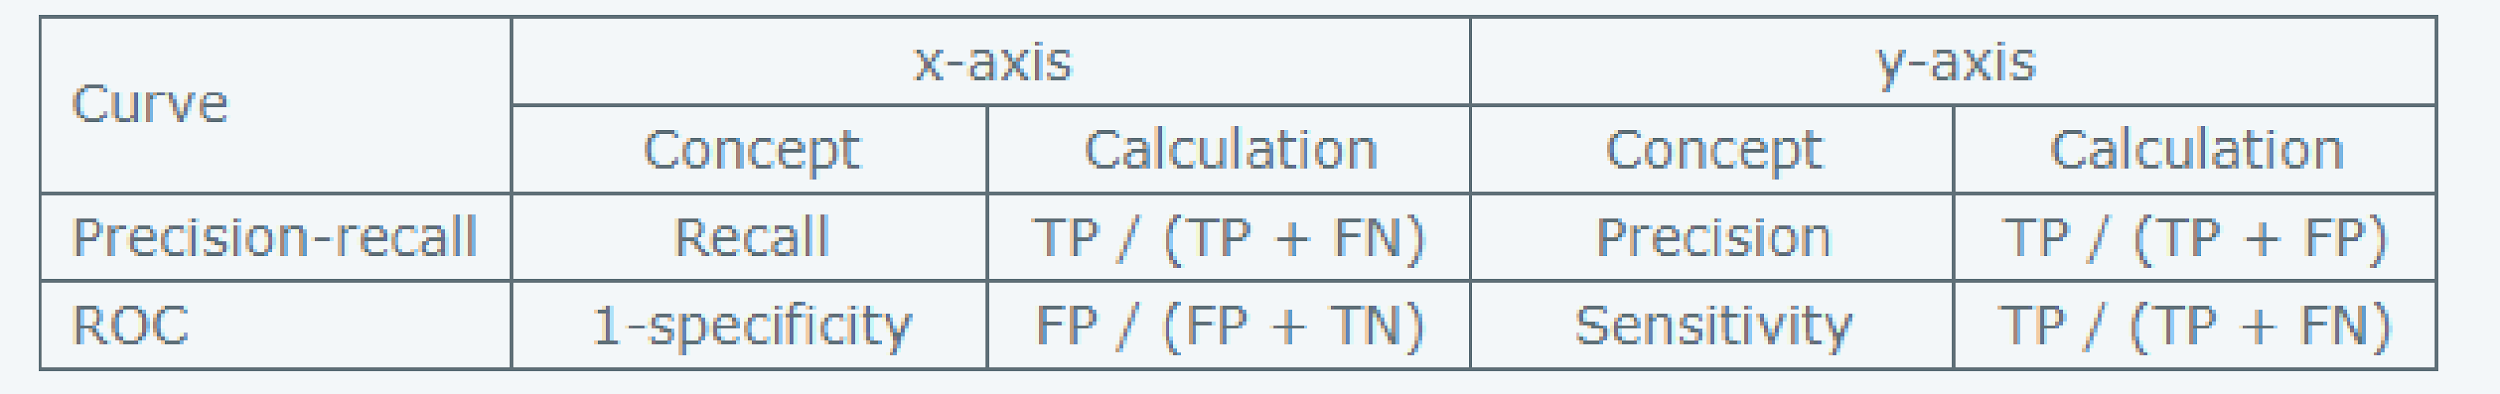 Curve x-axis y-axis
Concept Calculation Concept Calculation
Precision-recall Recall TP / (TP + FN) Precision TP / (TP + FP)
ROC 1-specificity FP / (FP + TN) Sensitivity TP / (TP + FN)